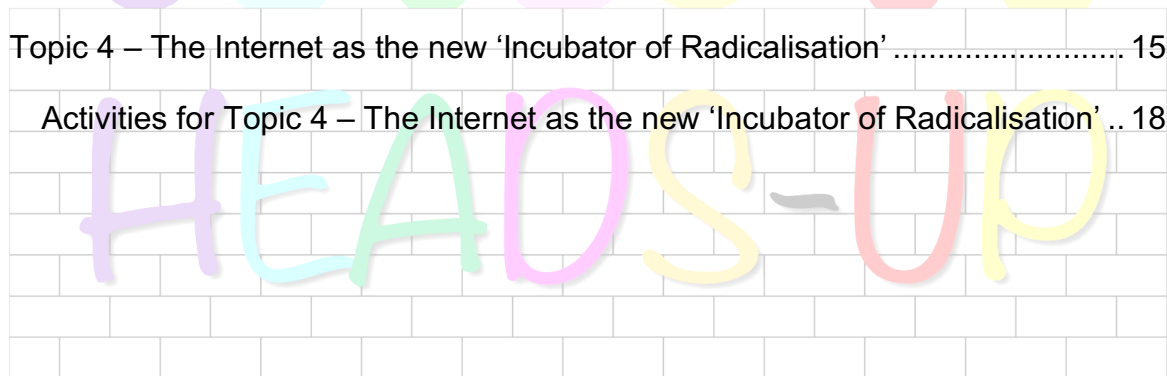 Topic 4 – The Internet as the new ‘Incubator of Radicalisation’ ............................ 15
Activities for Topic 4 – The Internet as the new ‘Incubator of Radicalisation’ .. 18
HEADS-UP